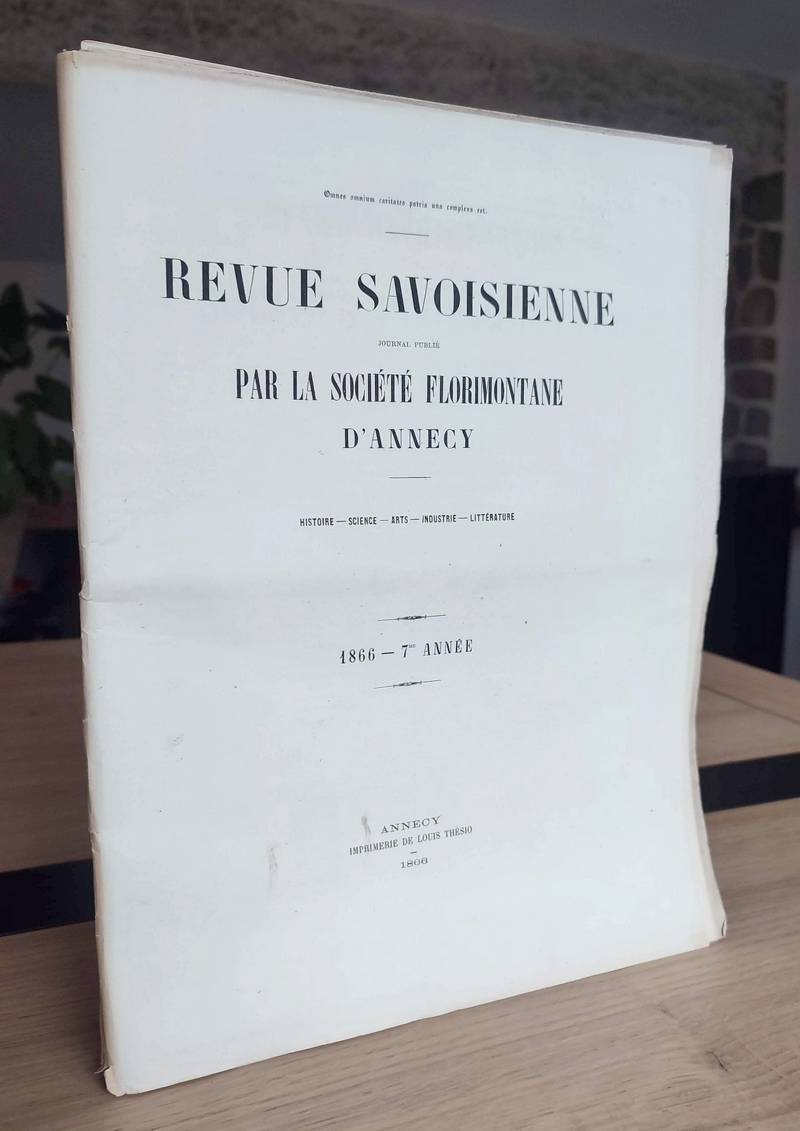 Omnes omnium caritates patria una complexa est.
REVUE SAVOISIENNE
JOURNAL PUBLIÉ
PAR LA SOCIÉTÉ FLORIMONTANE
D'ANNECY
HISTOIRE — SCIENCE — ARTS — INDUSTRIE — LITTÉRATURE
1866 — 7me ANNÉE
ANNECY
IMPRIMERIE DE LOUIS THÉSIO
1866